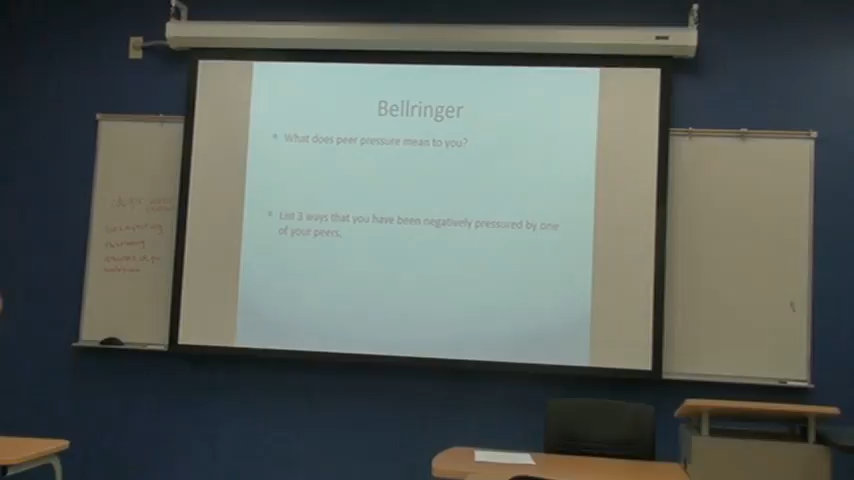 Bellringer
• What does peer pressure mean to you?
• List 3 ways that you have been negatively pressured by one
of your peers.